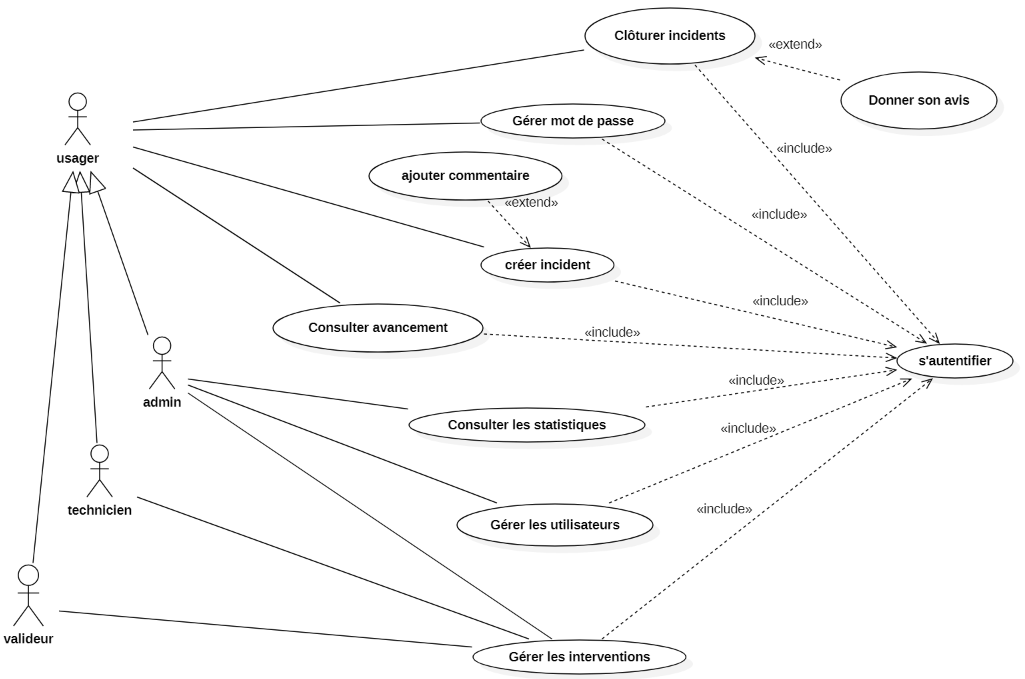 Clôturer incidents
«extend»
Donner son avis
Gérer mot de passe
usager
«include»
ajouter commentaire
«extend»
«include»
créer incident
«include»
Consulter avancement
«include»
s'autentifier
admin
«include»
Consulter les statistiques
«include»
technicien
«include»
Gérer les utilisateurs
valideur
Gérer les interventions